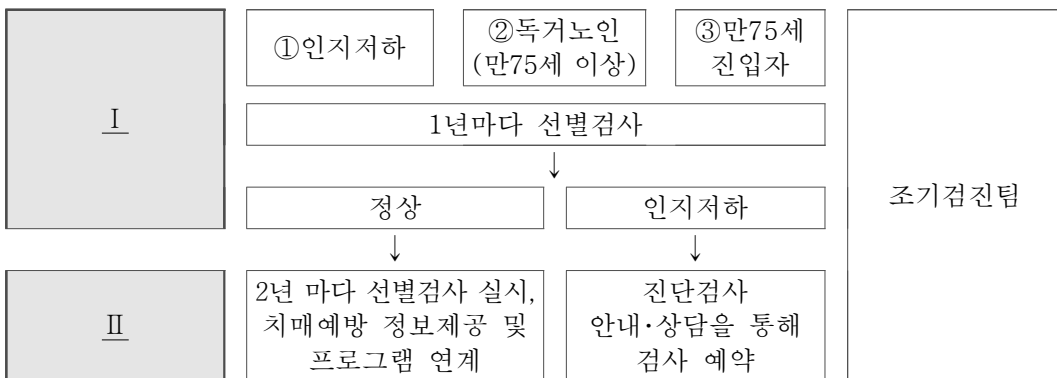 Ⅰ
①인지저하
②독거노인
(만75세 이상)
③만75세
진입자
1년마다 선별검사
↓
정상
인지저하
조기검진팀
↓
↓
Ⅱ
2년 마다 선별검사 실시,
치매예방 정보제공 및
프로그램 연계
진단검사
안내·상담을 통해
검사 예약